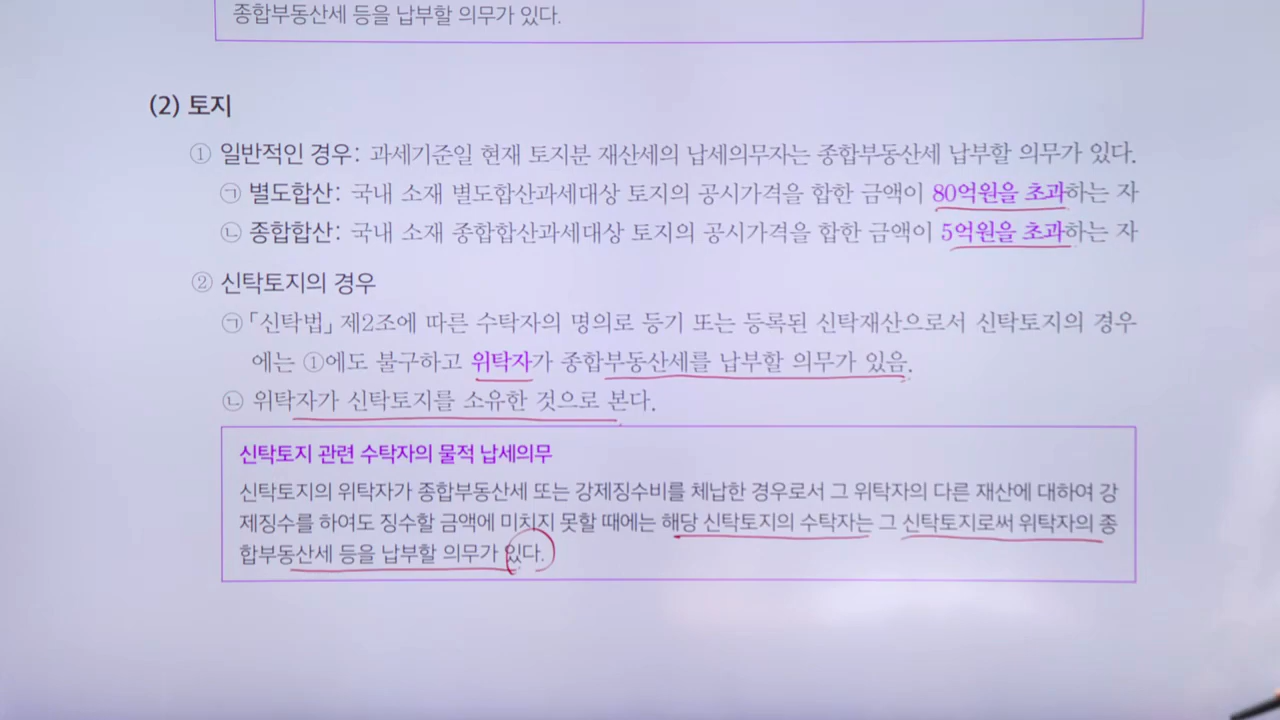 종합부동산세 등을 납부할 의무가 있다.
(2) 토지
① 일반적인 경우: 과세기준일 현재 토지분 재산세의 납세의무자는 종합부동산세 납부할 의무가 있다.
㉠ 별도합산: 국내 소재 별도합산과세대상 토지의 공시가격을 합한 금액이 80억원을 초과하는 자
㉡ 종합합산: 국내 소재 종합합산과세대상 토지의 공시가격을 합한 금액이 5억원을 초과하는 자
② 신탁토지의 경우
㉠ 「신탁법」 제2조에 따른 수탁자의 명의로 등기 또는 등록된 신탁재산으로서 신탁토지의 경우
에는 ①에도 불구하고 위탁자가 종합부동산세를 납부할 의무가 있음.
㉡ 위탁자가 신탁토지를 소유한 것으로 본다.
신탁토지 관련 수탁자의 물적 납세의무
신탁토지의 위탁자가 종합부동산세 또는 강제징수비를 체납한 경우로서 그 위탁자의 다른 재산에 대하여 강
제징수를 하여도 징수할 금액에 미치지 못할 때에는 해당 신탁토지의 수탁자는 그 신탁토지로써 위탁자의 종
합부동산세 등을 납부할 의무가 있다.